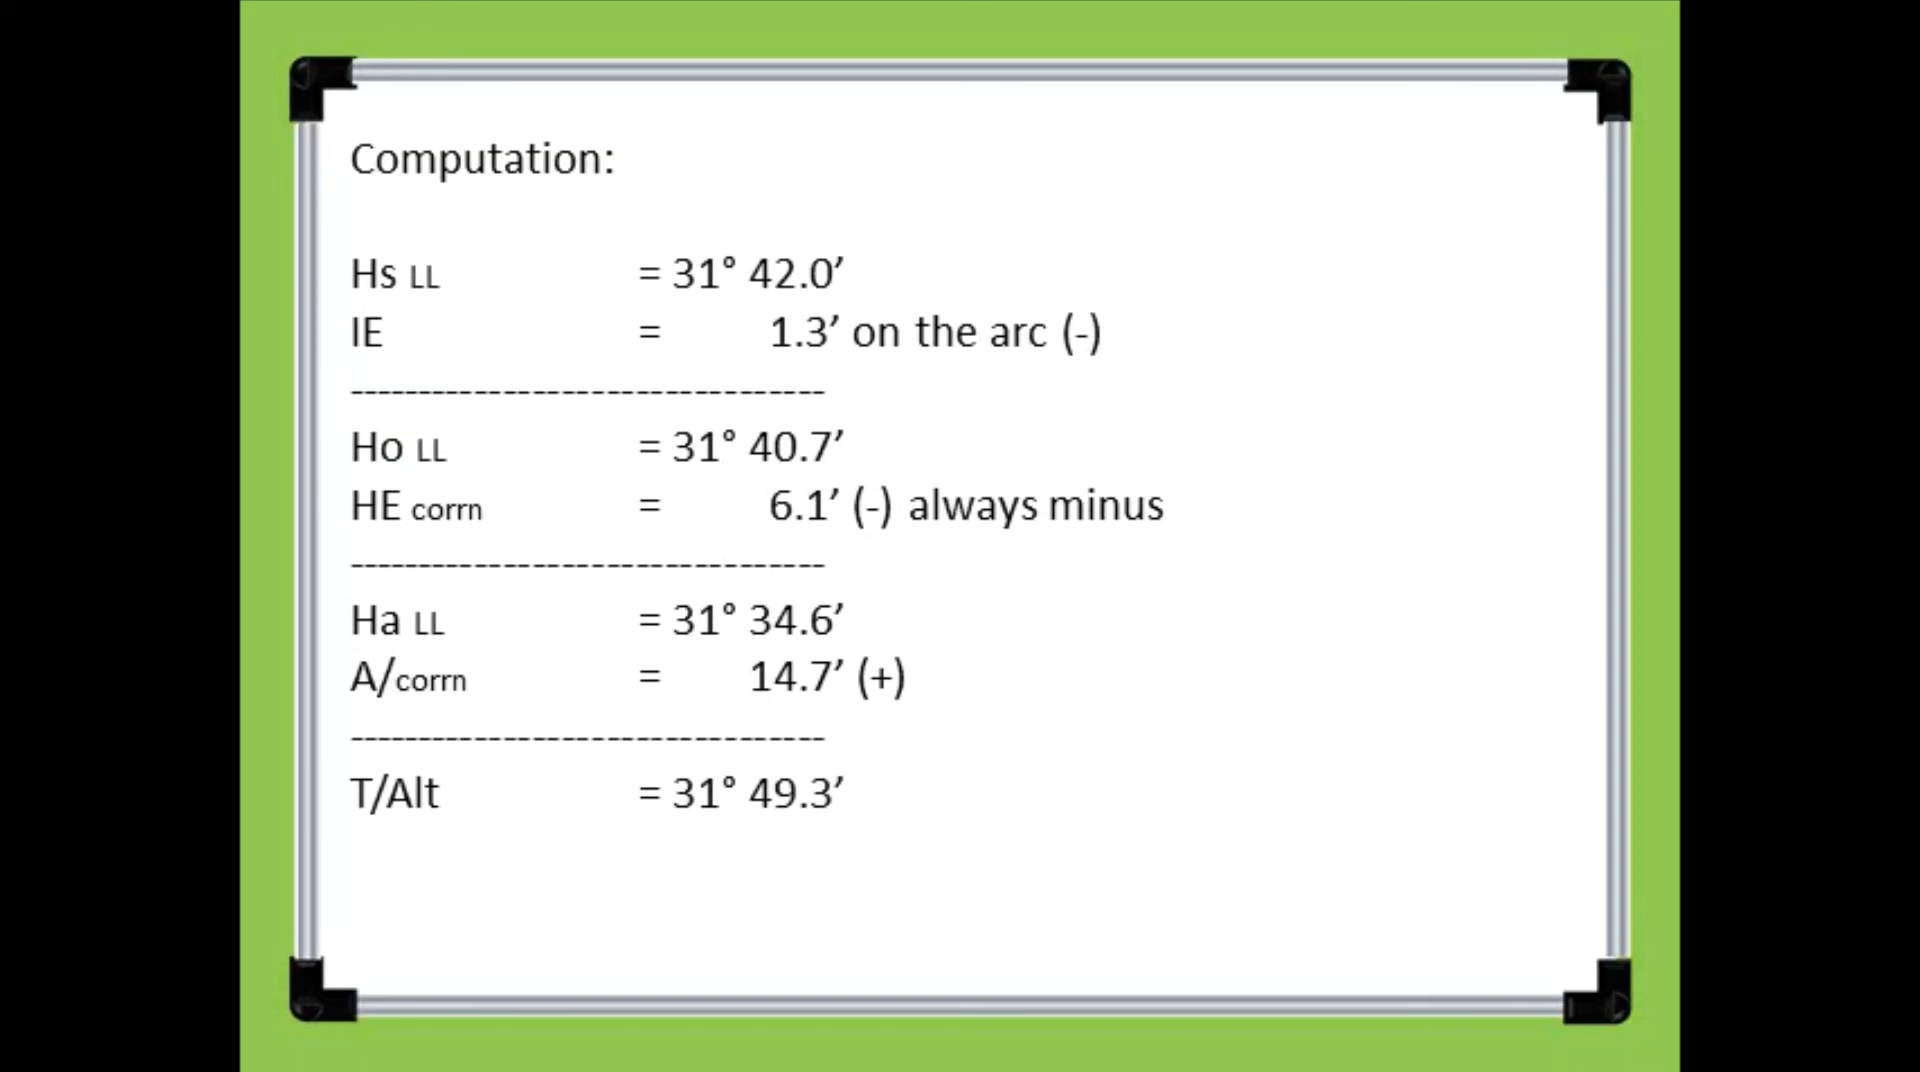 Computation:
Hs LL = 31° 42.0’
IE = 1.3’ on the arc (-)
---------------------------------
Ho LL = 31° 40.7’
HE corrn = 6.1’ (-) always minus
---------------------------------
Ha LL = 31° 34.6’
A/corrn = 14.7’ (+)
---------------------------------
T/Alt = 31° 49.3’